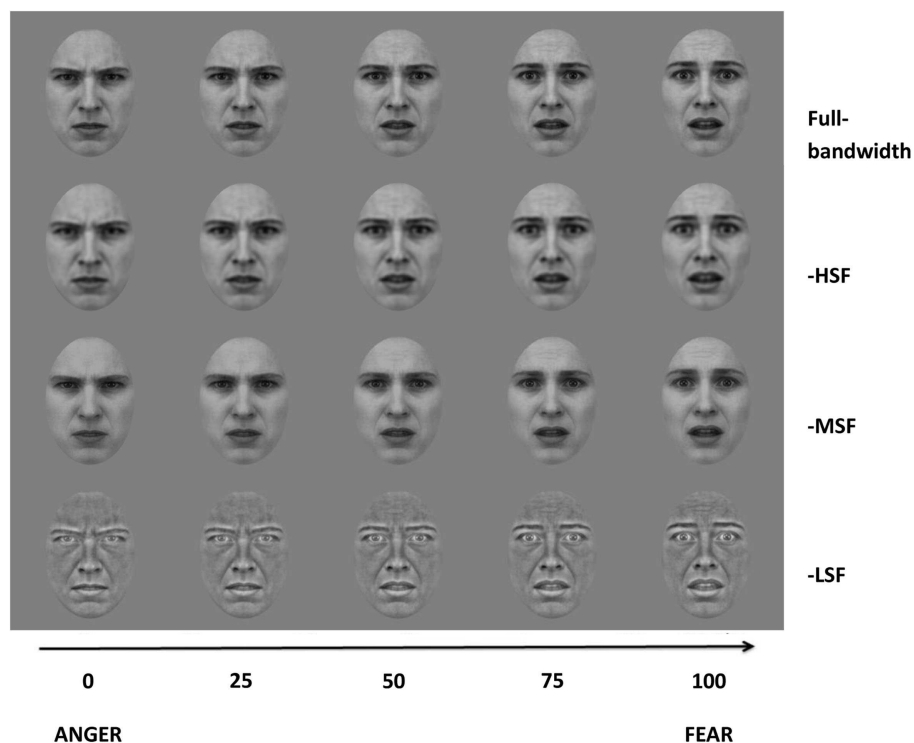 Full-
bandwidth
-HSF
-MSF
-LSF
0 25 50 75 100
ANGER FEAR